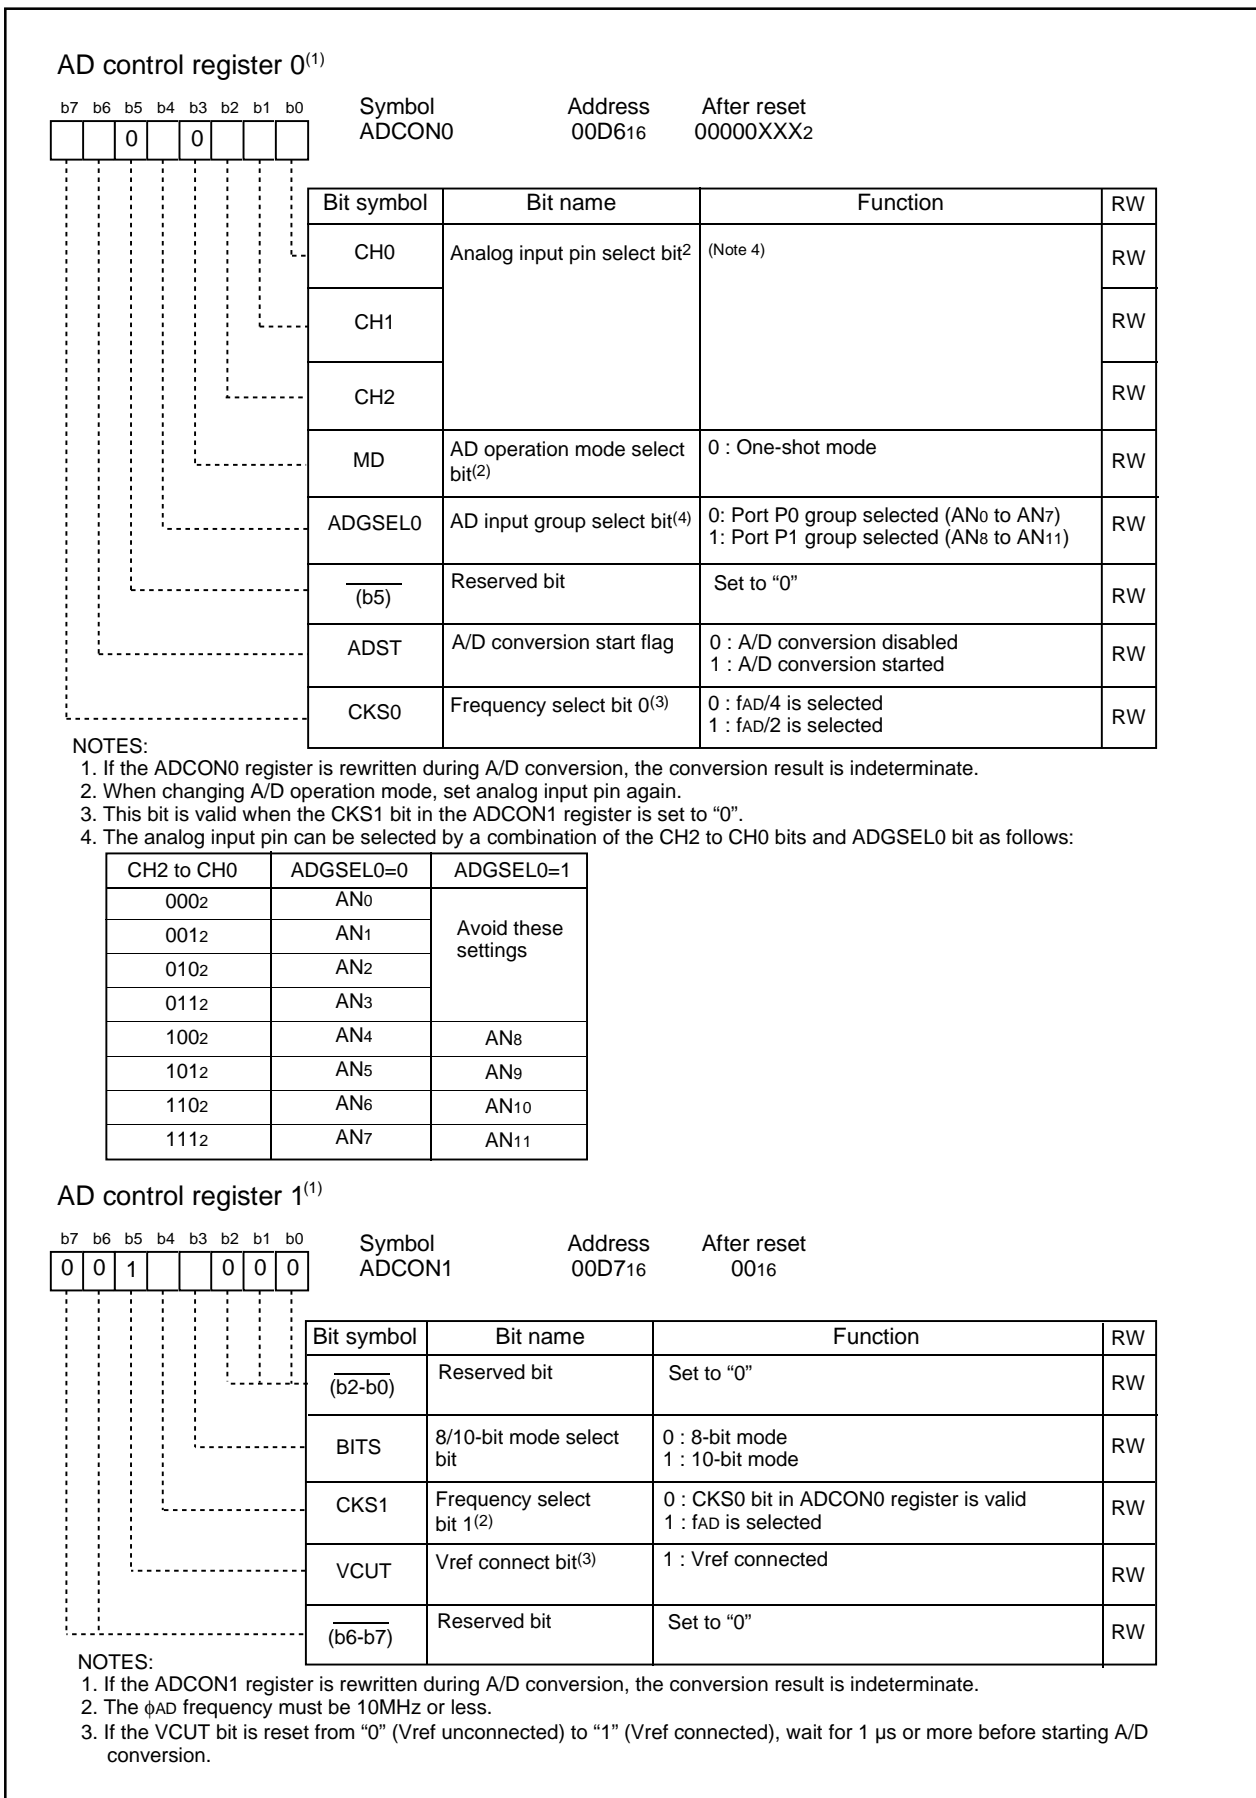 AD control register 0(1)
b7 b6 b5 b4 b3 b2 b1 b0
Symbol Address After reset
0 0
ADCON0 00D616 00000XXX2
Bit symbol Bit name Function RW
CH0 Analog input pin select bit2 (Note 4) RW
CH1 RW
CH2 RW
MD AD operation mode select bit(2) 0 : One-shot mode RW
ADGSEL0 AD input group select bit(4) 0: Port P0 group selected (AN0 to AN7)
1: Port P1 group selected (AN8 to AN11) RW
(b5) Reserved bit Set to “0” RW
ADST A/D conversion start flag 0 : A/D conversion disabled
1 : A/D conversion started RW
CKS0 Frequency select bit 0(3) 0 : fAD/4 is selected
1 : fAD/2 is selected RW
NOTES:
1. If the ADCON0 register is rewritten during A/D conversion, the conversion result is indeterminate.
2. When changing A/D operation mode, set analog input pin again.
3. This bit is valid when the CKS1 bit in the ADCON1 register is set to “0”.
4. The analog input pin can be selected by a combination of the CH2 to CH0 bits and ADGSEL0 bit as follows:
CH2 to CH0 ADGSEL0=0 ADGSEL0=1
0002 AN0
0012 AN1 Avoid these
settings
0102 AN2
0112 AN3
1002 AN4 AN8
1012 AN5 AN9
1102 AN6 AN10
1112 AN7 AN11
AD control register 1(1)
b7 b6 b5 b4 b3 b2 b1 b0
Symbol Address After reset
0 0 1 0 0 0
ADCON1 00D716 0016
Bit symbol Bit name Function RW
(b2-b0) Reserved bit Set to “0” RW
BITS 8/10-bit mode select
bit 0 : 8-bit mode
1 : 10-bit mode RW
CKS1 Frequency select
bit 1(2) 0 : CKS0 bit in ADCON0 register is valid
1 : fAD is selected RW
VCUT Vref connect bit(3) 1 : Vref connected RW
(b6-b7) Reserved bit Set to “0” RW
NOTES:
1. If the ADCON1 register is rewritten during A/D conversion, the conversion result is indeterminate.
2. The ϕAD frequency must be 10MHz or less.
3. If the VCUT bit is reset from “0” (Vref unconnected) to “1” (Vref connected), wait for 1 µs or more before starting A/D
conversion.